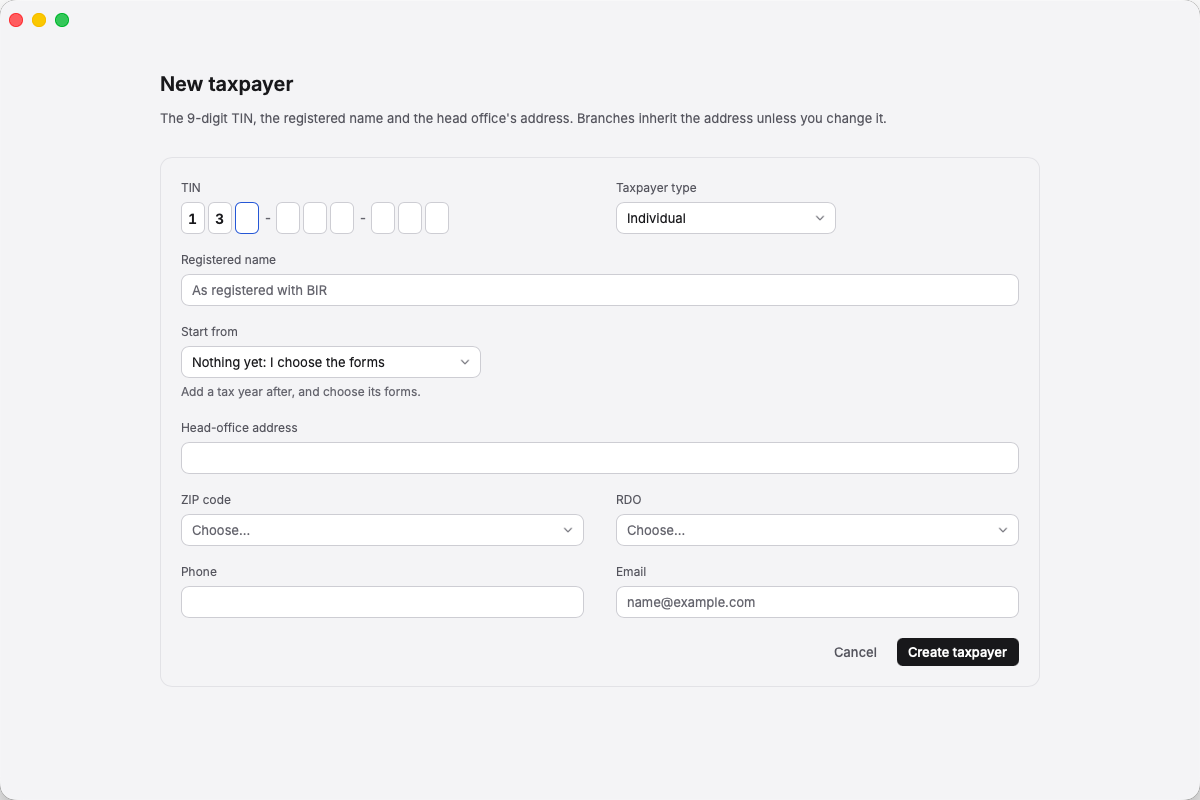 New taxpayer
The 9-digit TIN, the registered name and the head office's address. Branches inherit the address unless you change it.
TIN
1 3 - -
Taxpayer type
Individual
Registered name
As registered with BIR
Start from
Nothing yet: I choose the forms
Add a tax year after, and choose its forms.
Head-office address
ZIP code
Choose...
RDO
Choose...
Phone
Email
name@example.com
Cancel
Create taxpayer